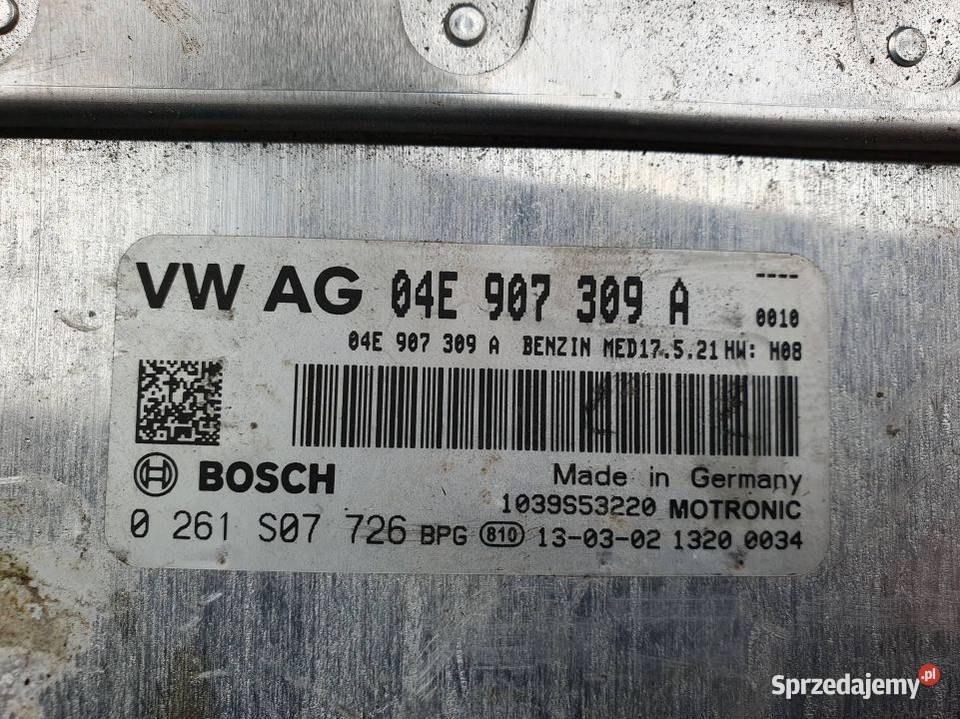 VW AG 04E 907 309 A ----
0010
04E 907 309 A BENZIN MED17.5.21 HW: H08
BOSCH
Made in Germany
1039S53220 MOTRONIC
0 261 S07 726 BPG 810 13-03-02 1320 0034
Sprzedajemy.pl